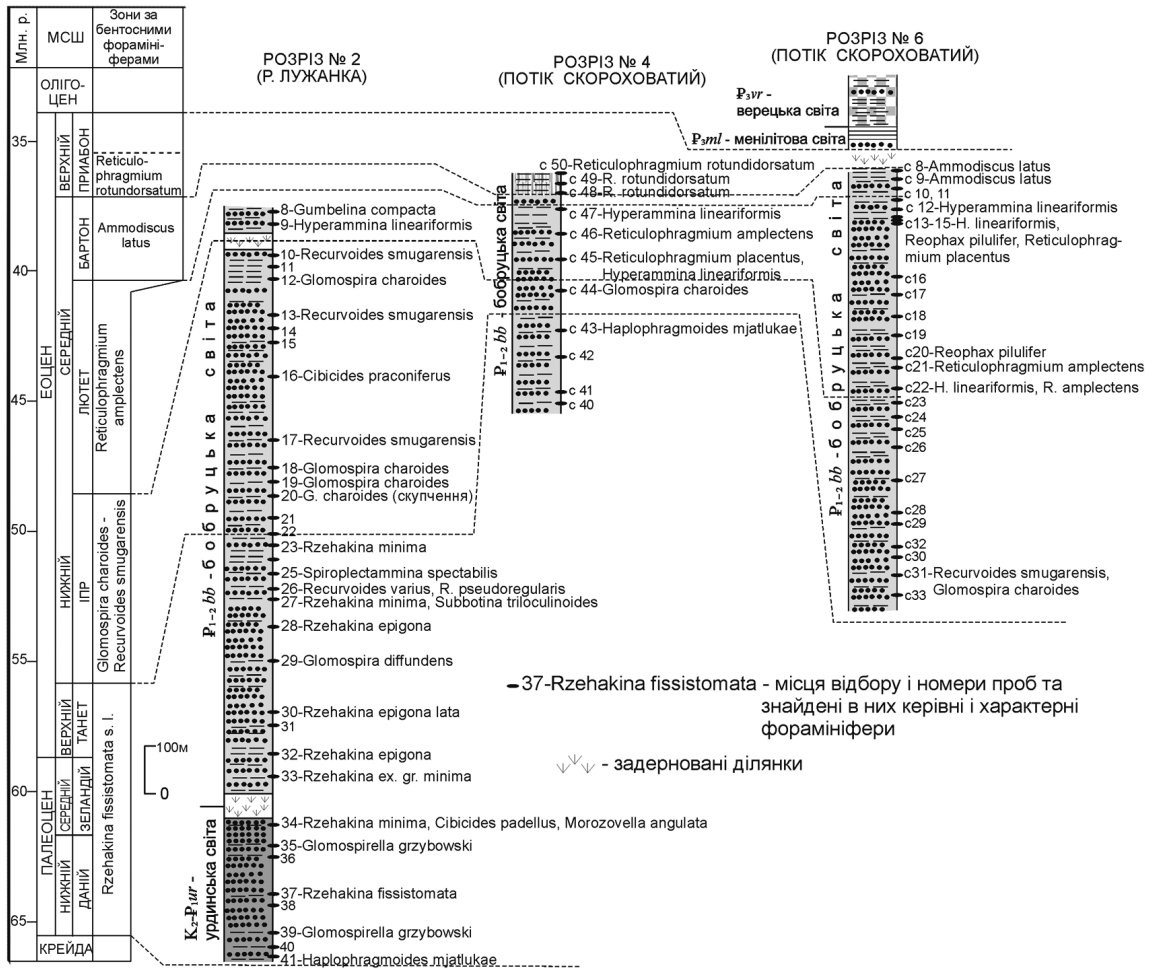 Млн. р.
МСШ
Зони за
бентосними
форамініферами
ОЛІГО-
ЦЕН
ЕОЦЕН
ВЕРХНІЙ
ПРИАБОН
Reticulo-
phragmium
rotundorsatum
СЕРЕДНІЙ
БАРТОН
Ammodiscus
latus
ЛЮТЕТ
Reticulophragmium
amplectens
НИЖНІЙ
ІПР
Glomospira charoides -
Recurvoides smugarensis
ПАЛЕОЦЕН
ВЕРХНІЙ
ТАНЕТ
СЕРЕДНІЙ
ЗЕЛАНДІЙ
НИЖНІЙ
ДАНІЙ
Rzehakina fissistomata s. l.
КРЕЙДА
35
40
45
50
55
60
65
РОЗРІЗ № 2
(Р. ЛУЖАНКА)
8-Gumbelina compacta
9-Hyperammina lineariformis
10-Recurvoides smugarensis
11
12-Glomospira charoides
13-Recurvoides smugarensis
14
15
16-Cibicides praconiferus
17-Recurvoides smugarensis
18-Glomospira charoides
19-Glomospira charoides
20-G. charoides (скупчення)
21
22
23-Rzehakina minima
25-Spiroplectammina spectabilis
26-Recurvoides varius, R. pseudoregularis
27-Rzehakina minima, Subbotina triloculinoides
28-Rzehakina epigona
29-Glomospira diffundens
30-Rzehakina epigona lata
31
32-Rzehakina epigona
33-Rzehakina ex. gr. minima
34-Rzehakina minima, Cibicides padellus, Morozovella angulata
35-Glomospirella grzybowski
36
37-Rzehakina fissistomata
38
39-Glomospirella grzybowski
40
41-Haplophragmoides mjatlukae
₽₁₋₂ bb - бобруцька світа
K₂-₽₁ur -
урдинська світа
100м
0
РОЗРІЗ № 4
(ПОТІК СКОРОХОВАТИЙ)
с 50-Reticulophragmium rotundidorsatum
с 49-R. rotundidorsatum
с 48-R. rotundidorsatum
с 47-Hyperammina lineariformis
с 46-Reticulophragmium amplectens
с 45-Reticulophragmium placentus,
Hyperammina lineariformis
с 44-Glomospira charoides
с 43-Haplophragmoides mjatlukae
с 42
с 41
с 40
₽₁₋₂ bb - бобруцька світа
РОЗРІЗ № 6
(ПОТІК СКОРОХОВАТИЙ)
₽₃vr -
верецька світа
₽₃ml - менілітова світа
с 8-Ammodiscus latus
с 9-Ammodiscus latus
с 10, 11
с 12-Hyperammina lineariformis
с13-15-H. lineariformis,
Reophax pilulifer, Reticulophrag-
mium placentus
с16
с17
с18
с19
с20-Reophax pilulifer
с21-Reticulophragmium amplectens
с22-H. lineariformis, R. amplectens
с23
с24
с25
с26
с27
с28
с29
с32
с30
с31-Recurvoides smugarensis,
Glomospira charoides
с33
₽₁₋₂ bb - бобруцька світа
37-Rzehakina fissistomata - місця відбору і номери проб та
знайдені в них керівні і характерні
форамініфери
- задерновані ділянки